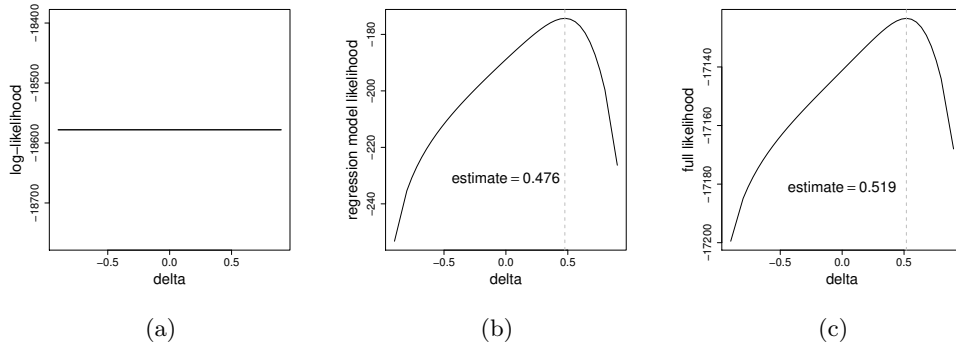 −18400
−18500
−18600
−18700
log−likelihood
−0.5 0.0 0.5
delta
(a)
−180
−200
−220
−240
regression model likelihood
estimate = 0.476
−0.5 0.0 0.5
delta
(b)
−17140
−17160
−17180
−17200
full likelihood
estimate = 0.519
−0.5 0.0 0.5
delta
(c)